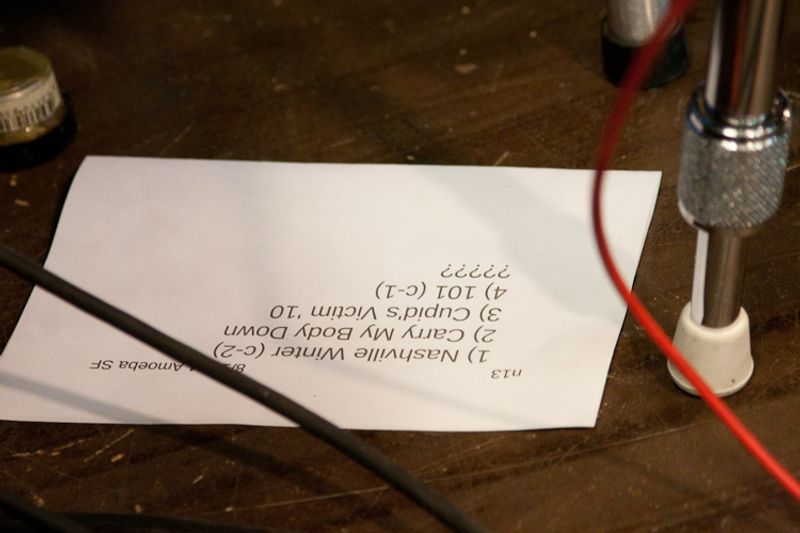 n13 8/ Amoeba SF
1) Nashville Winter (c-2)
2) Carry My Body Down
3) Cupid's Victim '10
4) 101 (c-1)
?????